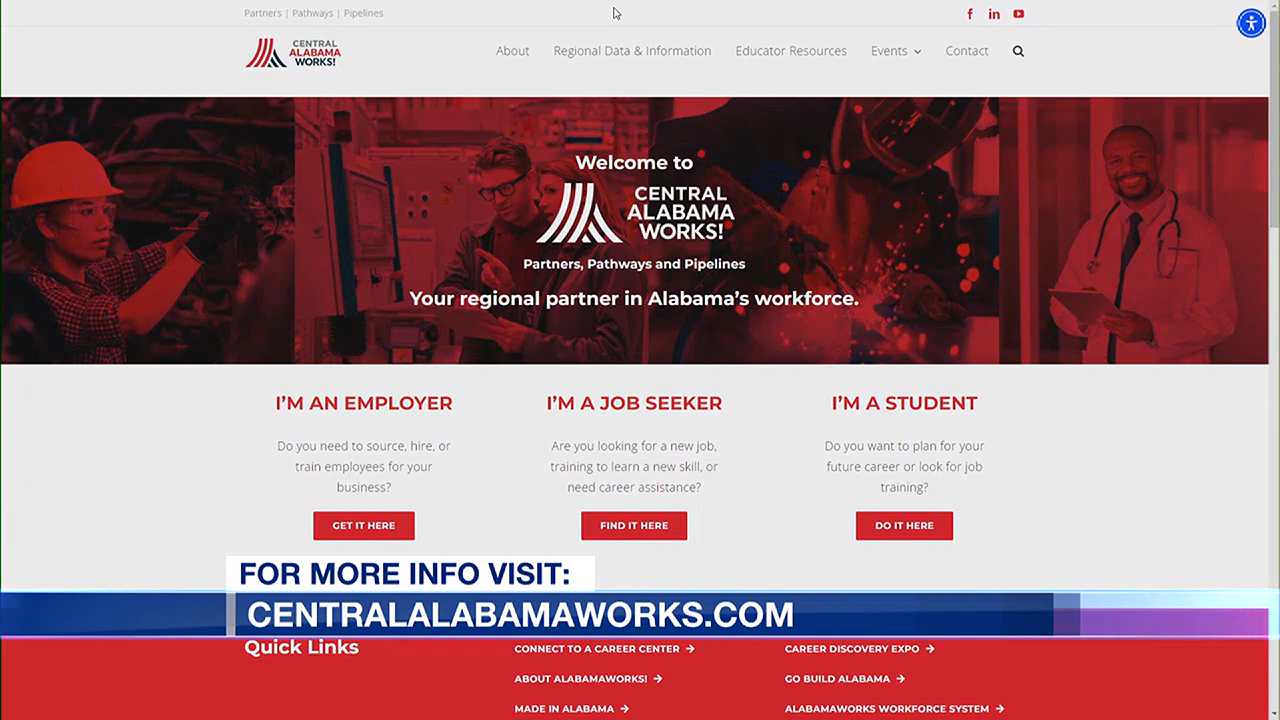 Partners | Pathways | Pipelines
CENTRAL
ALABAMA
WORKS!
About
Regional Data & Information
Educator Resources
Events
Contact
Welcome to
CENTRAL
ALABAMA
WORKS!
Partners, Pathways and Pipelines
Your regional partner in Alabama's workforce.
I'M AN EMPLOYER
Do you need to source, hire, or
train employees for your
business?
GET IT HERE
I'M A JOB SEEKER
Are you looking for a new job,
training to learn a new skill, or
need career assistance?
FIND IT HERE
I'M A STUDENT
Do you want to plan for your
future career or look for job
training?
DO IT HERE
FOR MORE INFO VISIT:
CENTRALALABAMAWORKS.COM
Quick Links
CONNECT TO A CAREER CENTER →
ABOUT ALABAMAWORKS! →
MADE IN ALABAMA →
CAREER DISCOVERY EXPO →
GO BUILD ALABAMA →
ALABAMAWORKS WORKFORCE SYSTEM →